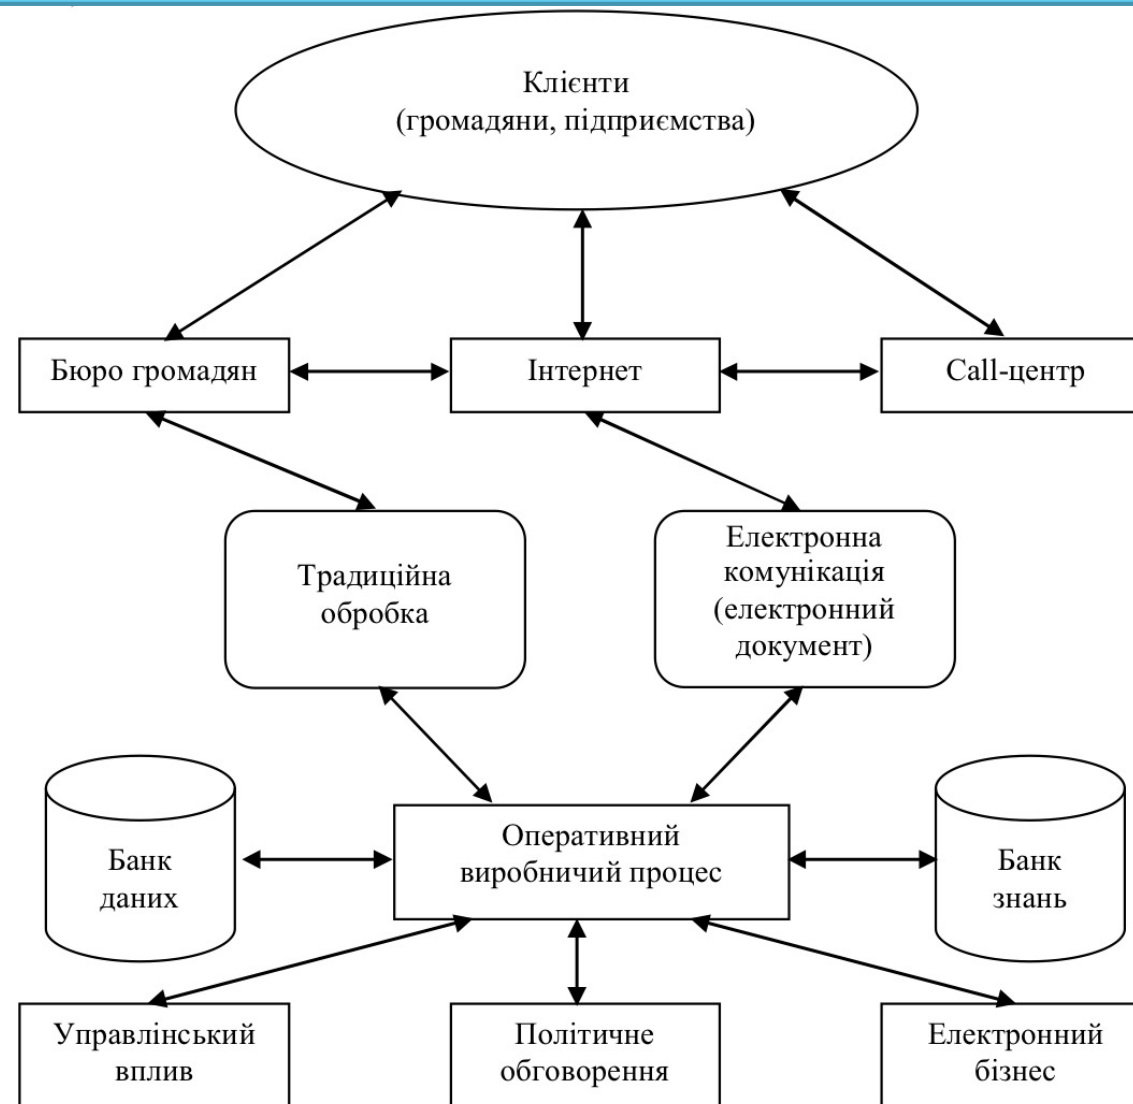 Клієнти
(громадяни, підприємства)
Бюро громадян
Інтернет
Call-центр
Традиційна
обробка
Електронна
комунікація
(електронний
документ)
Банк
даних
Оперативний
виробничий процес
Банк
знань
Управлінський
вплив
Політичне
обговорення
Електронний
бізнес